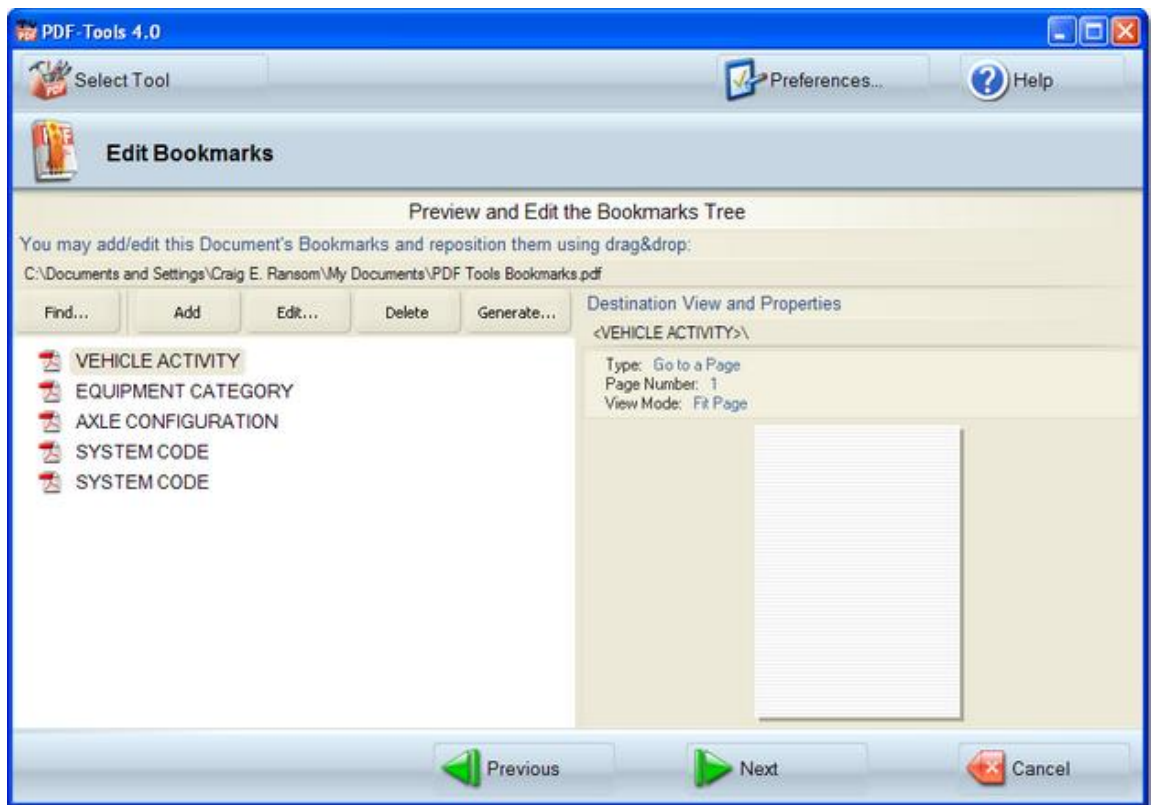 PDF-Tools 4.0
Select Tool
Preferences...
Help
Edit Bookmarks
Preview and Edit the Bookmarks Tree
You may add/edit this Document's Bookmarks and reposition them using drag&drop:
C:\Documents and Settings\Craig E. Ransom\My Documents\PDF Tools Bookmarks.pdf
Find... Add Edit... Delete Generate...
Destination View and Properties
<VEHICLE ACTIVITY>\
VEHICLE ACTIVITY
EQUIPMENT CATEGORY
AXLE CONFIGURATION
SYSTEM CODE
SYSTEM CODE
Type: Go to a Page
Page Number: 1
View Mode: Fit Page
Previous
Next
Cancel